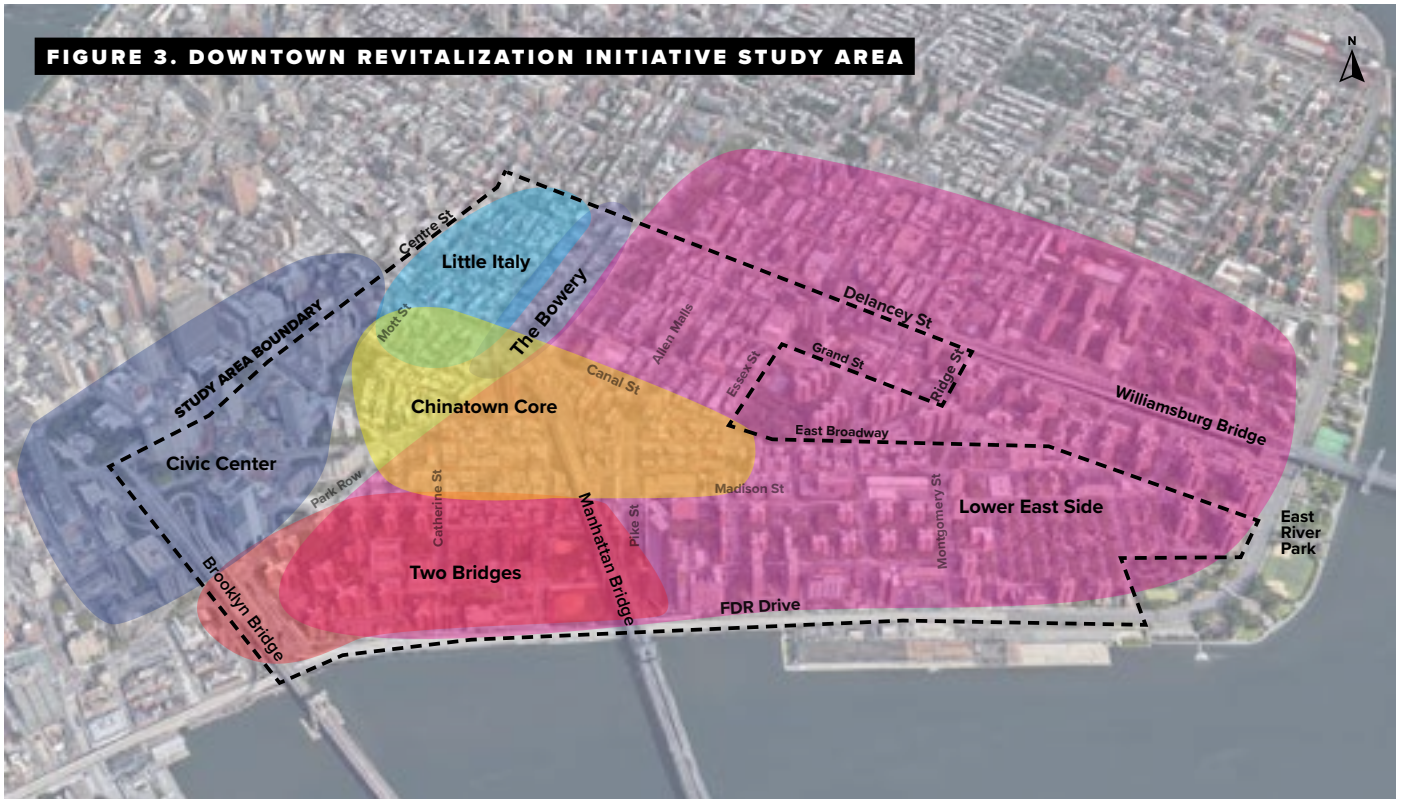 FIGURE 3. DOWNTOWN REVITALIZATION INITIATIVE STUDY AREA
N
Centre St
Little Italy
The Bowery
Mott St
STUDY AREA BOUNDARY
Delancey St
Allen Malls
Grand St
Essex St
Ridge St
Canal St
Williamsburg Bridge
Chinatown Core
East Broadway
Civic Center
Park Row
Catherine St
Madison St
Manhattan Bridge
Pike St
Montgomery St
Lower East Side
East
River
Park
Brooklyn Bridge
Two Bridges
FDR Drive